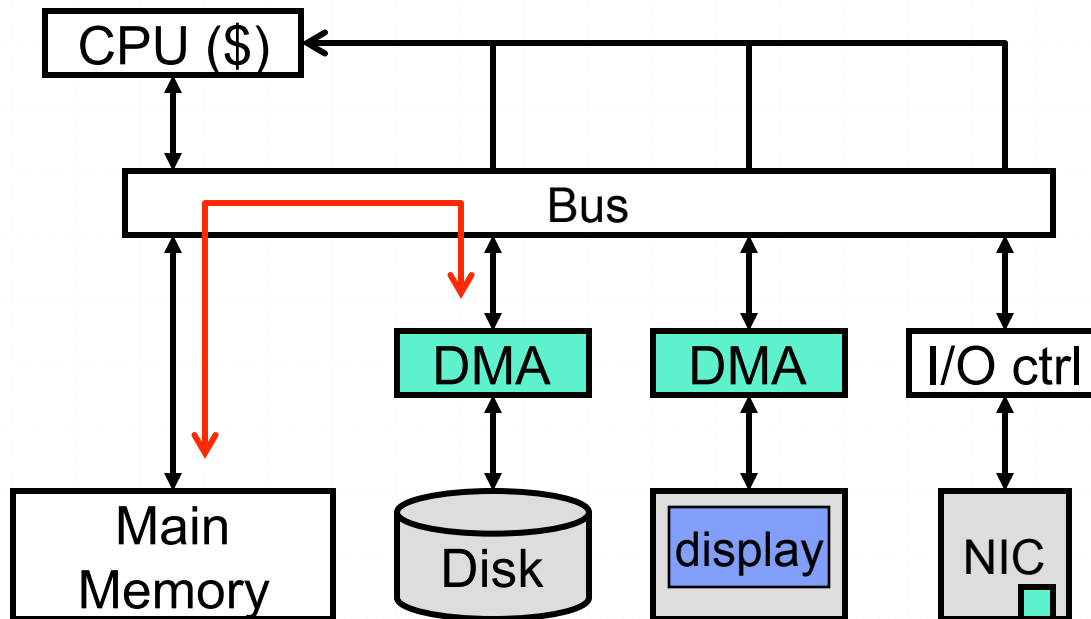 CPU ($)
Bus
DMA
DMA
I/O ctrl
Main
Memory
Disk
display
NIC